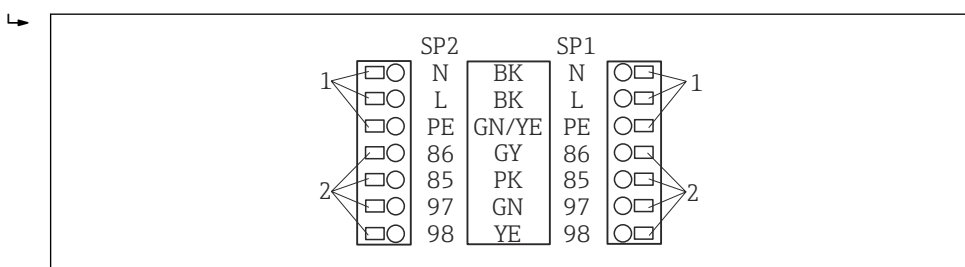 SP2 SP1
N BK N
1 L BK L 1
PE GN/YE PE
86 GY 86
2 85 PK 85 2
97 GN 97
98 YE 98